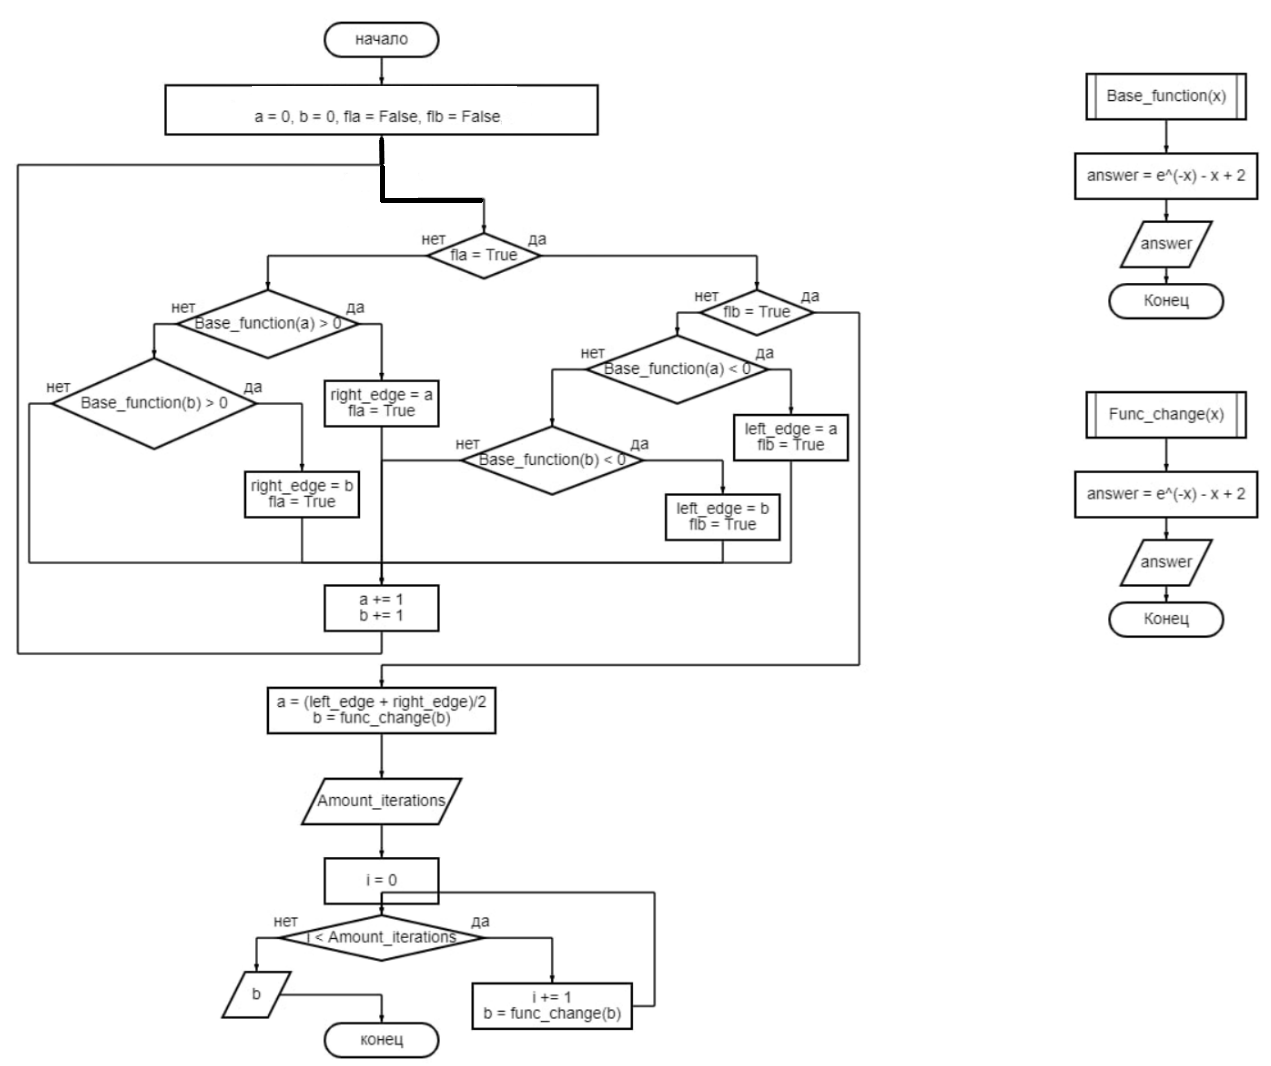 начало
a = 0, b = 0, fla = False, flb = False
нет
да
fla = True
нет
да
Base_function(a) > 0
нет
да
flb = True
нет
да
Base_function(b) > 0
right_edge = a
fla = True
нет
да
Base_function(a) < 0
right_edge = b
fla = True
нет
да
Base_function(b) < 0
left_edge = a
flb = True
left_edge = b
flb = True
a += 1
b += 1
a = (left_edge + right_edge)/2
b = func_change(b)
Amount_iterations
i = 0
нет
да
i < Amount_iterations
b
i += 1
b = func_change(b)
конец
Base_function(x)
answer = e^(-x) - x + 2
answer
Конец
Func_change(x)
answer = e^(-x) - x + 2
answer
Конец